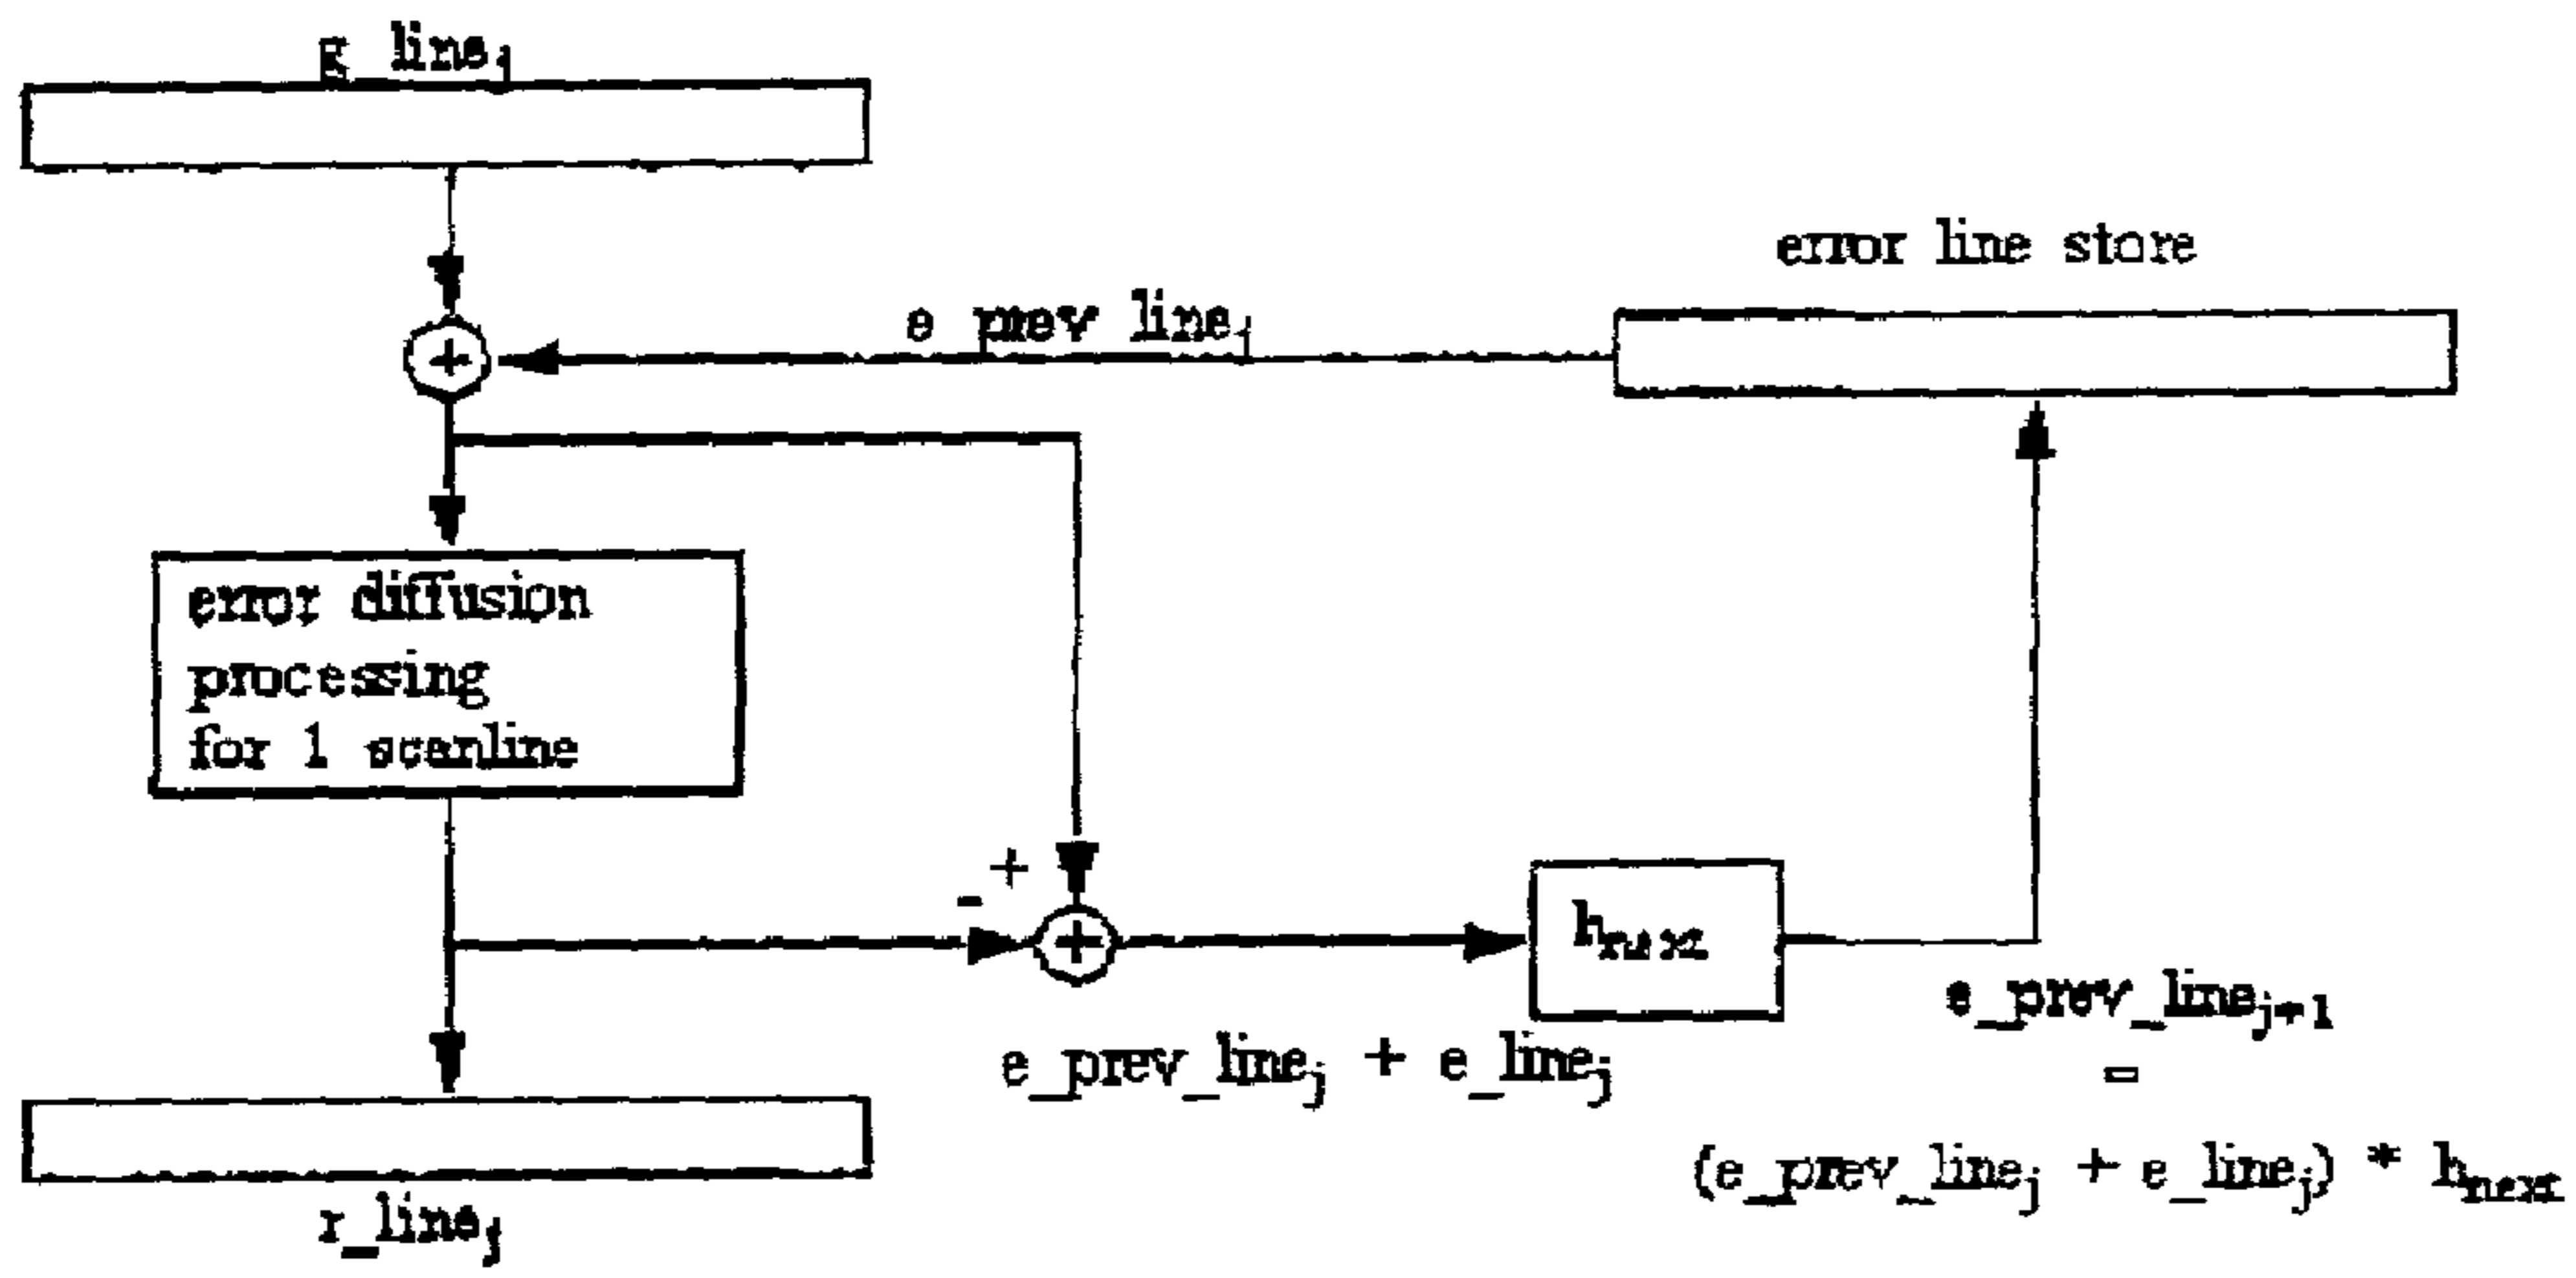 g_line_j
error line store
e_prev_line_j
+
error diffusion
processing
for 1 scanline
- +
+
h_next
e_prev_line_j + e_line_j
e_prev_line_j+1
=
(e_prev_line_j + e_line_j) * h_next
r_line_j